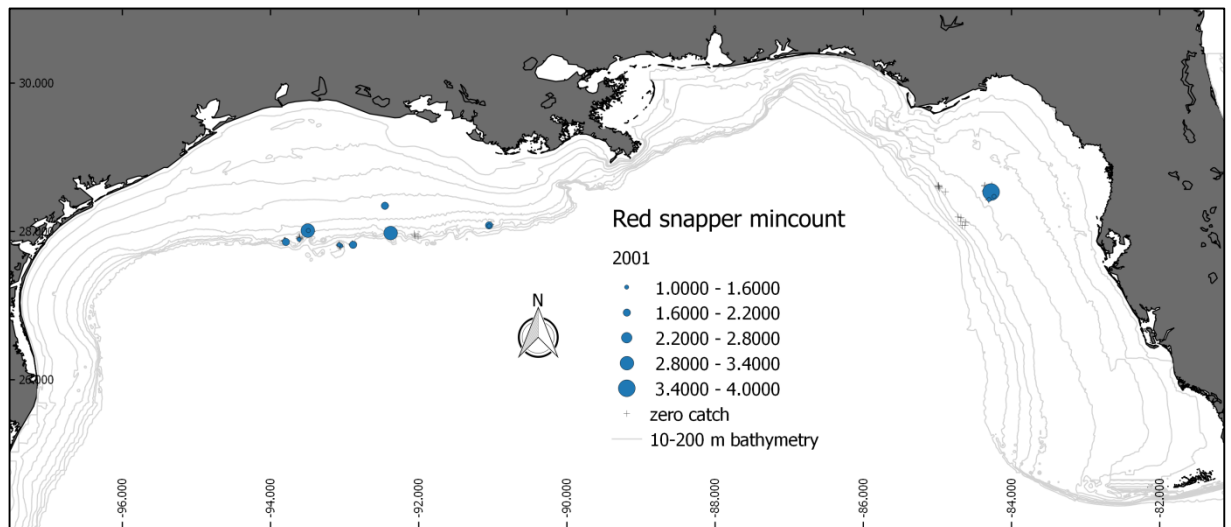 30.000
28.000
26.000
Red snapper mincount
2001
1.0000 - 1.6000
1.6000 - 2.2000
2.2000 - 2.8000
2.8000 - 3.4000
3.4000 - 4.0000
zero catch
10-200 m bathymetry
N
-96.000
-94.000
-92.000
-90.000
-88.000
-86.000
-84.000
-82.000